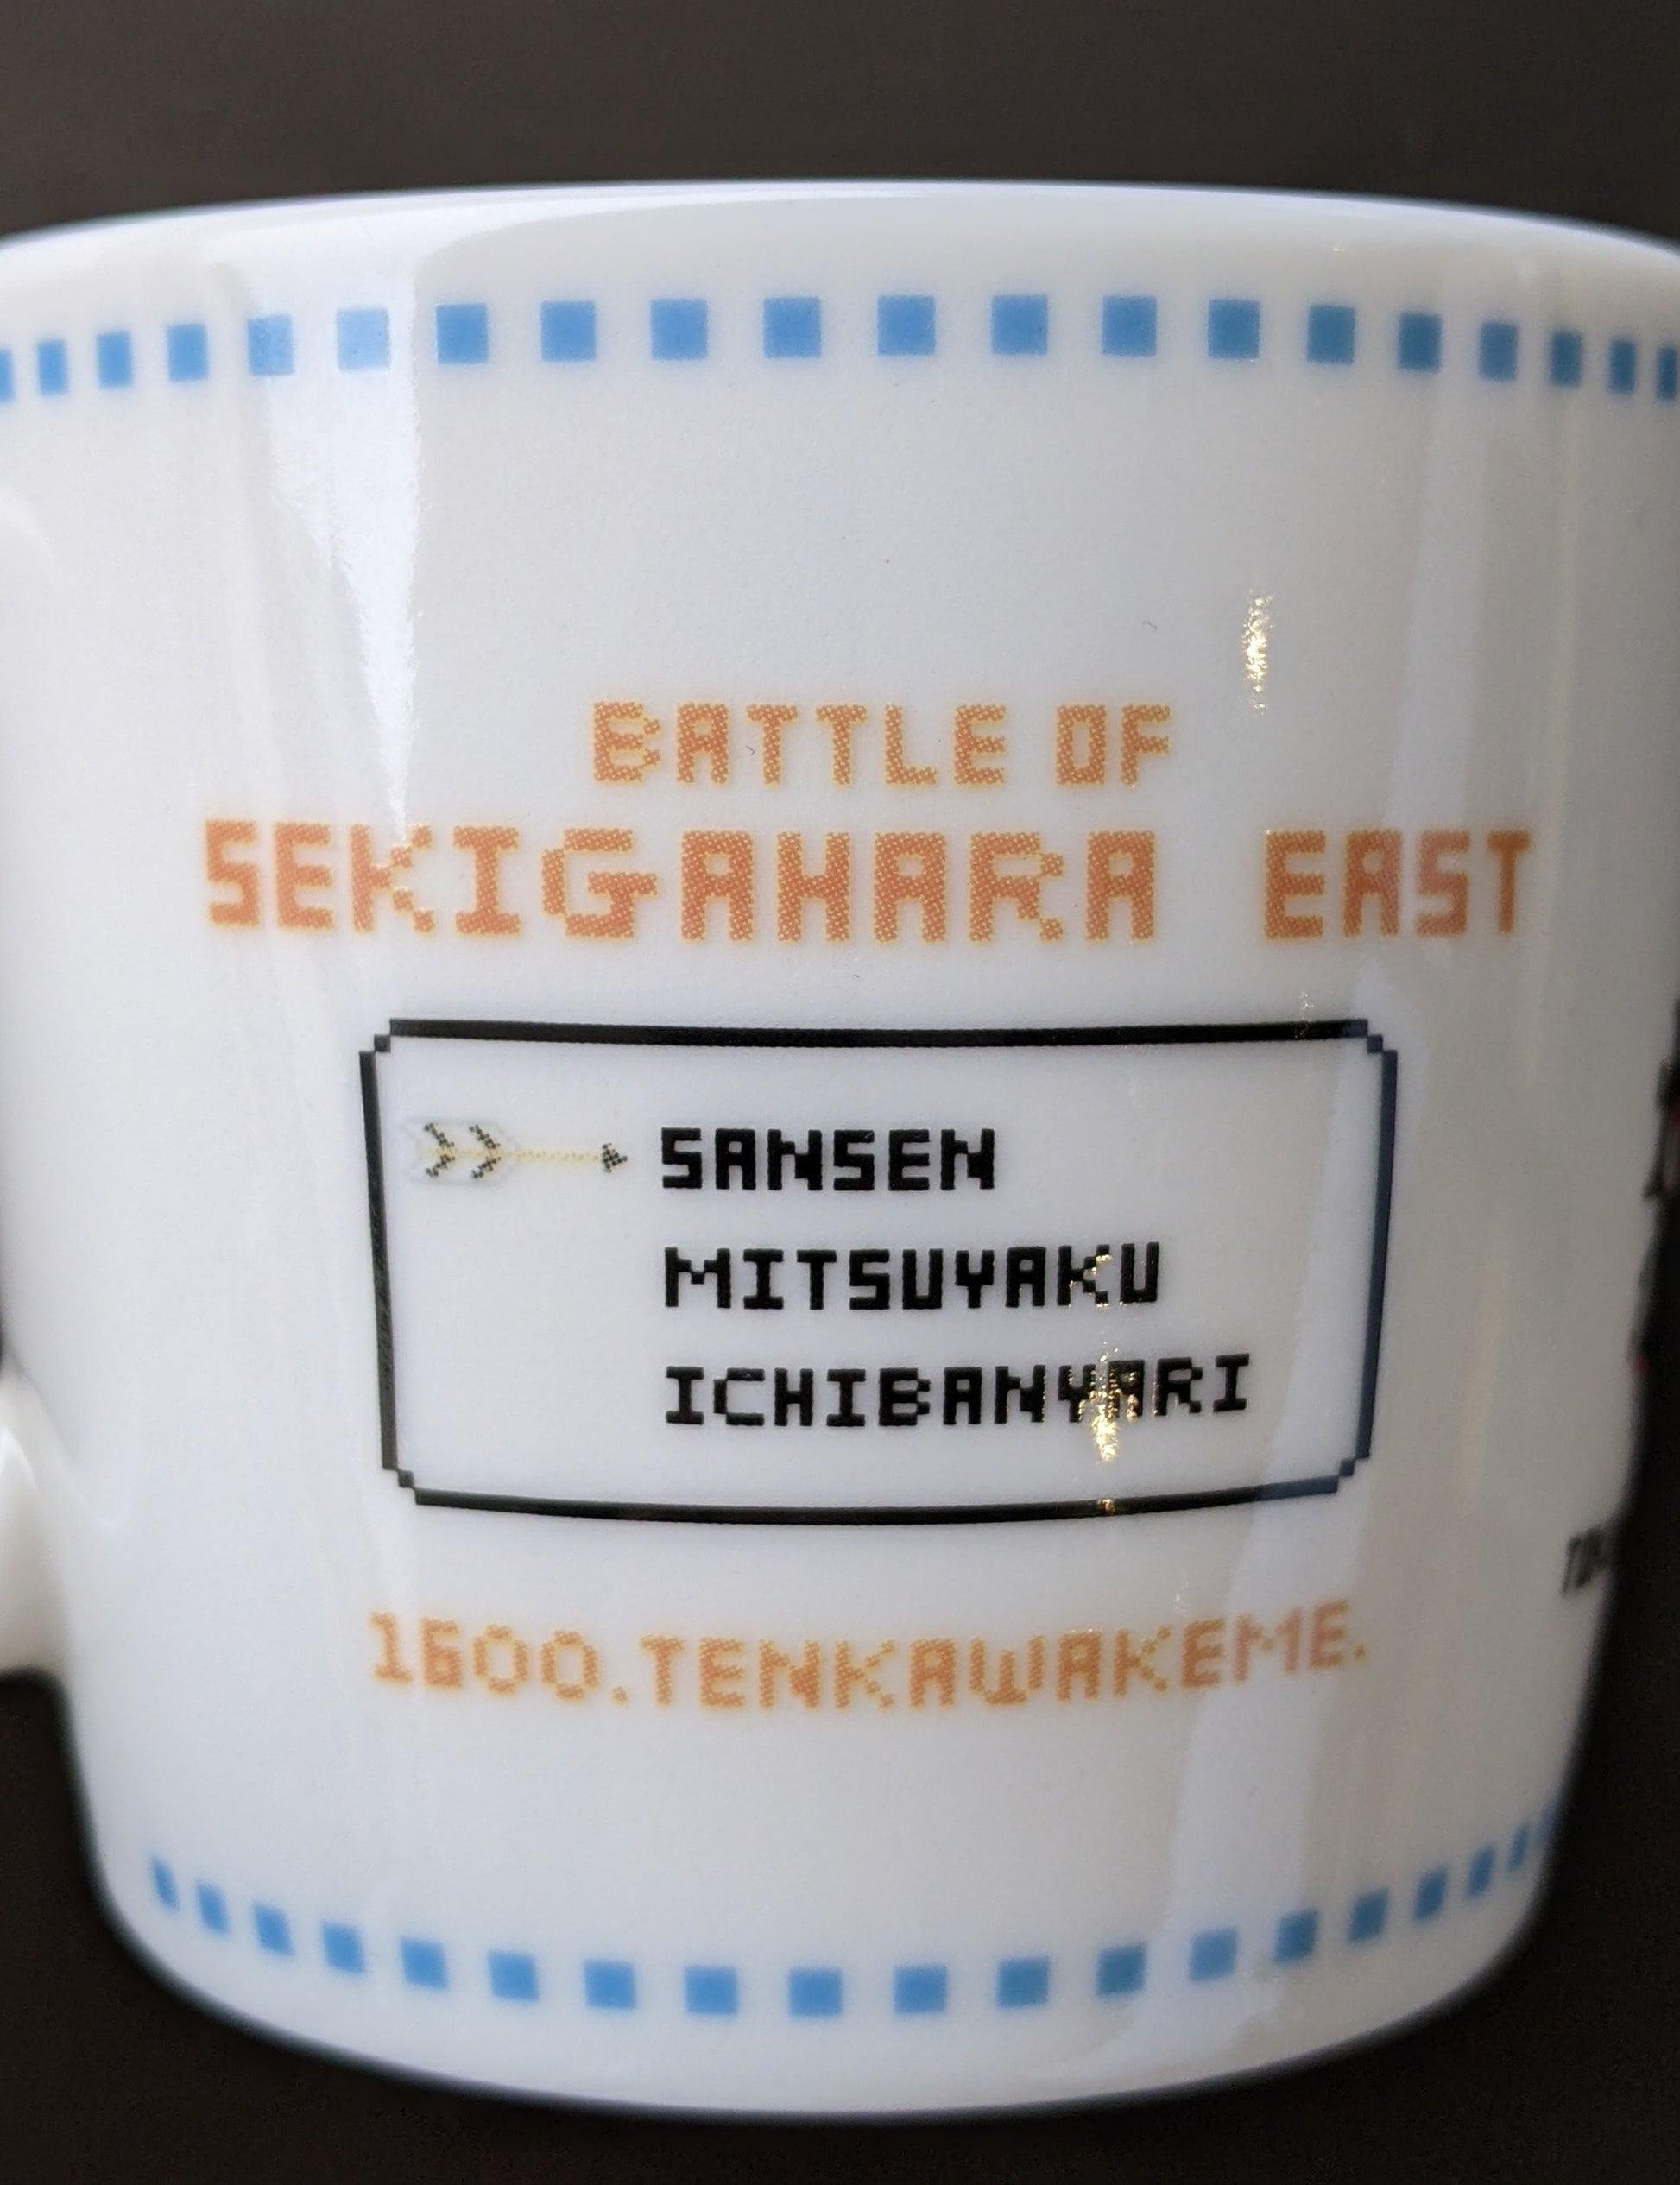 BATTLE OF
SEKIGAHARA EAST
SANSEN
MITSUYAKU
ICHIBANYARI
1600.TENKAWAKEME.